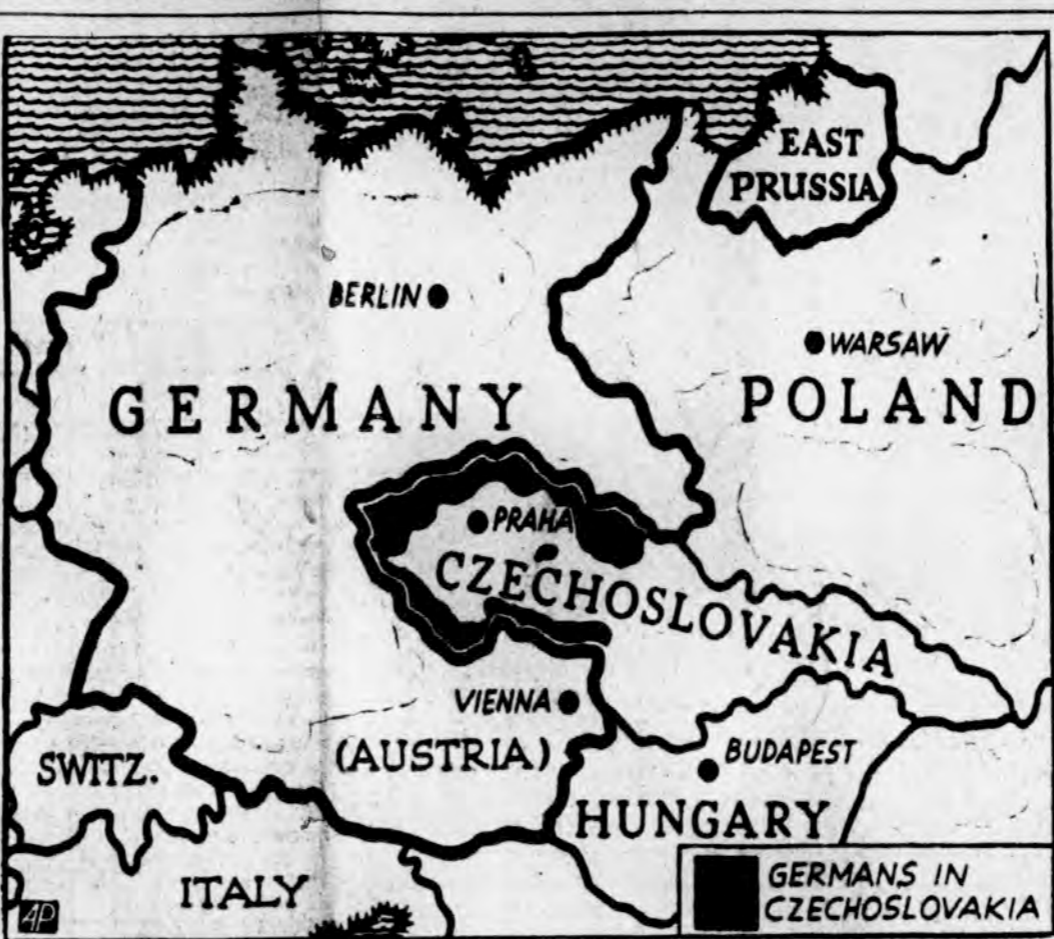 EAST
PRUSSIA
BERLIN
WARSAW
GERMANY
POLAND
PRAHA
CZECHOSLOVAKIA
VIENNA
(AUSTRIA)
BUDAPEST
SWITZ.
HUNGARY
ITALY
GERMANS IN
CZECHOSLOVAKIA
AP